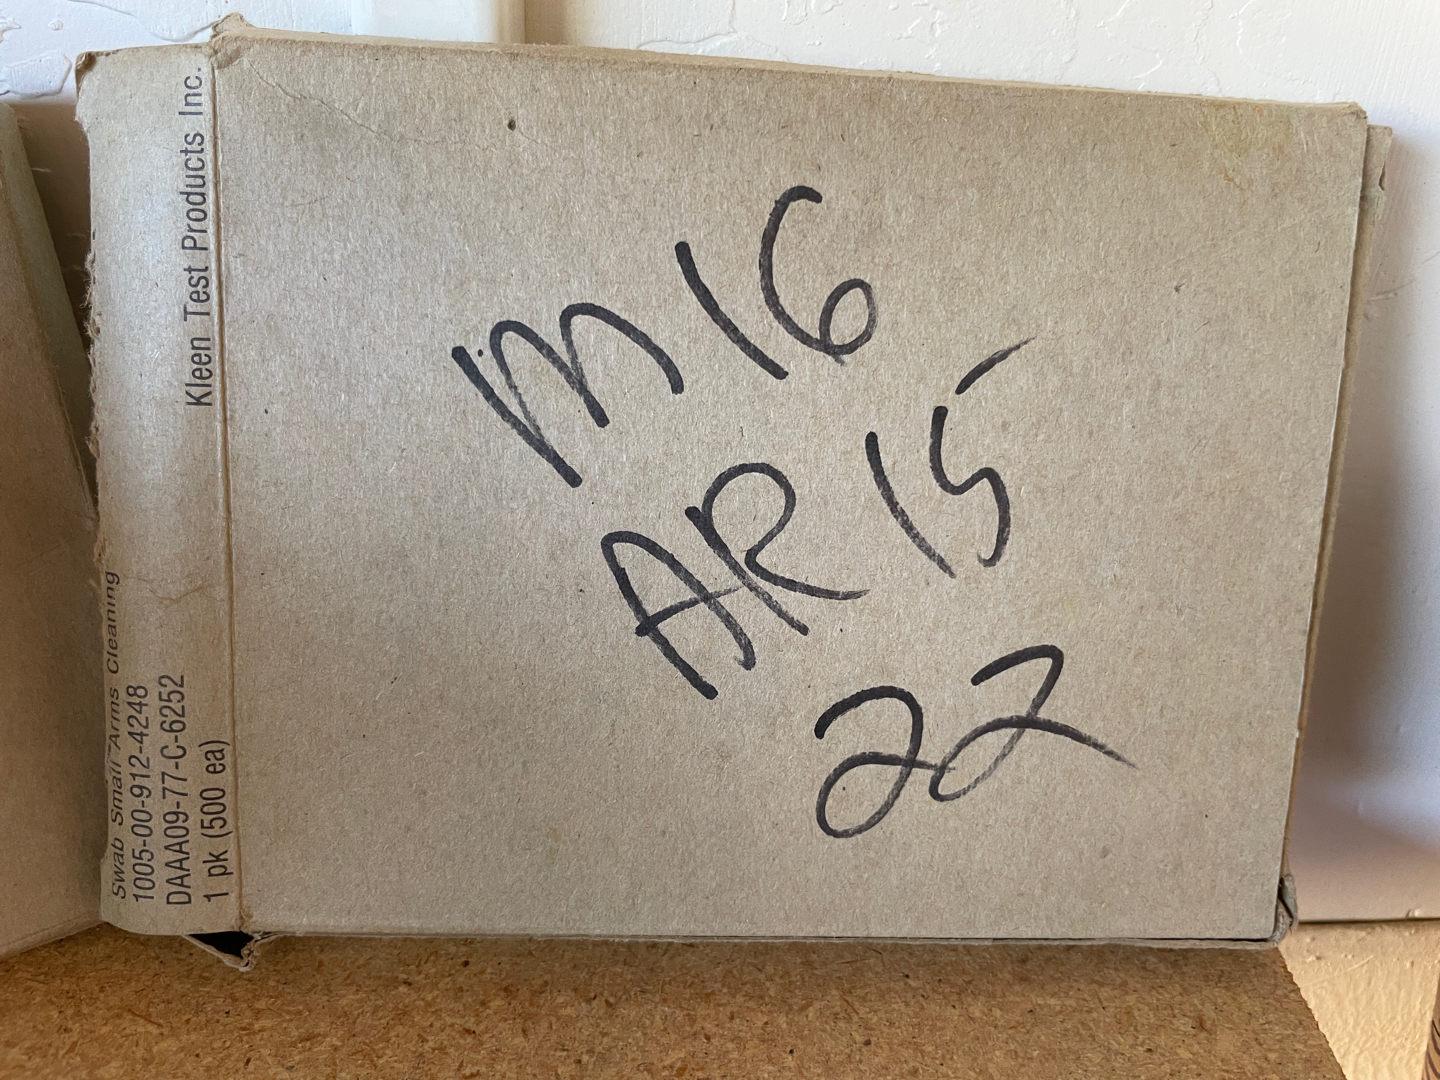 Kleen Test Products Inc.
Swab Small Arms Cleaning
1005-00-912-4248
DAAA09-77-C-6252
1 pk (500 ea)
M16
AR15
22